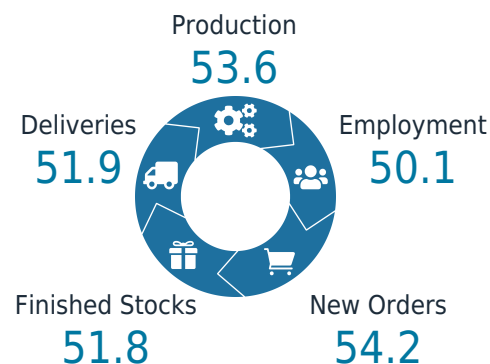 Production
53.6
Deliveries
51.9
Employment
50.1
Finished Stocks
51.8
New Orders
54.2